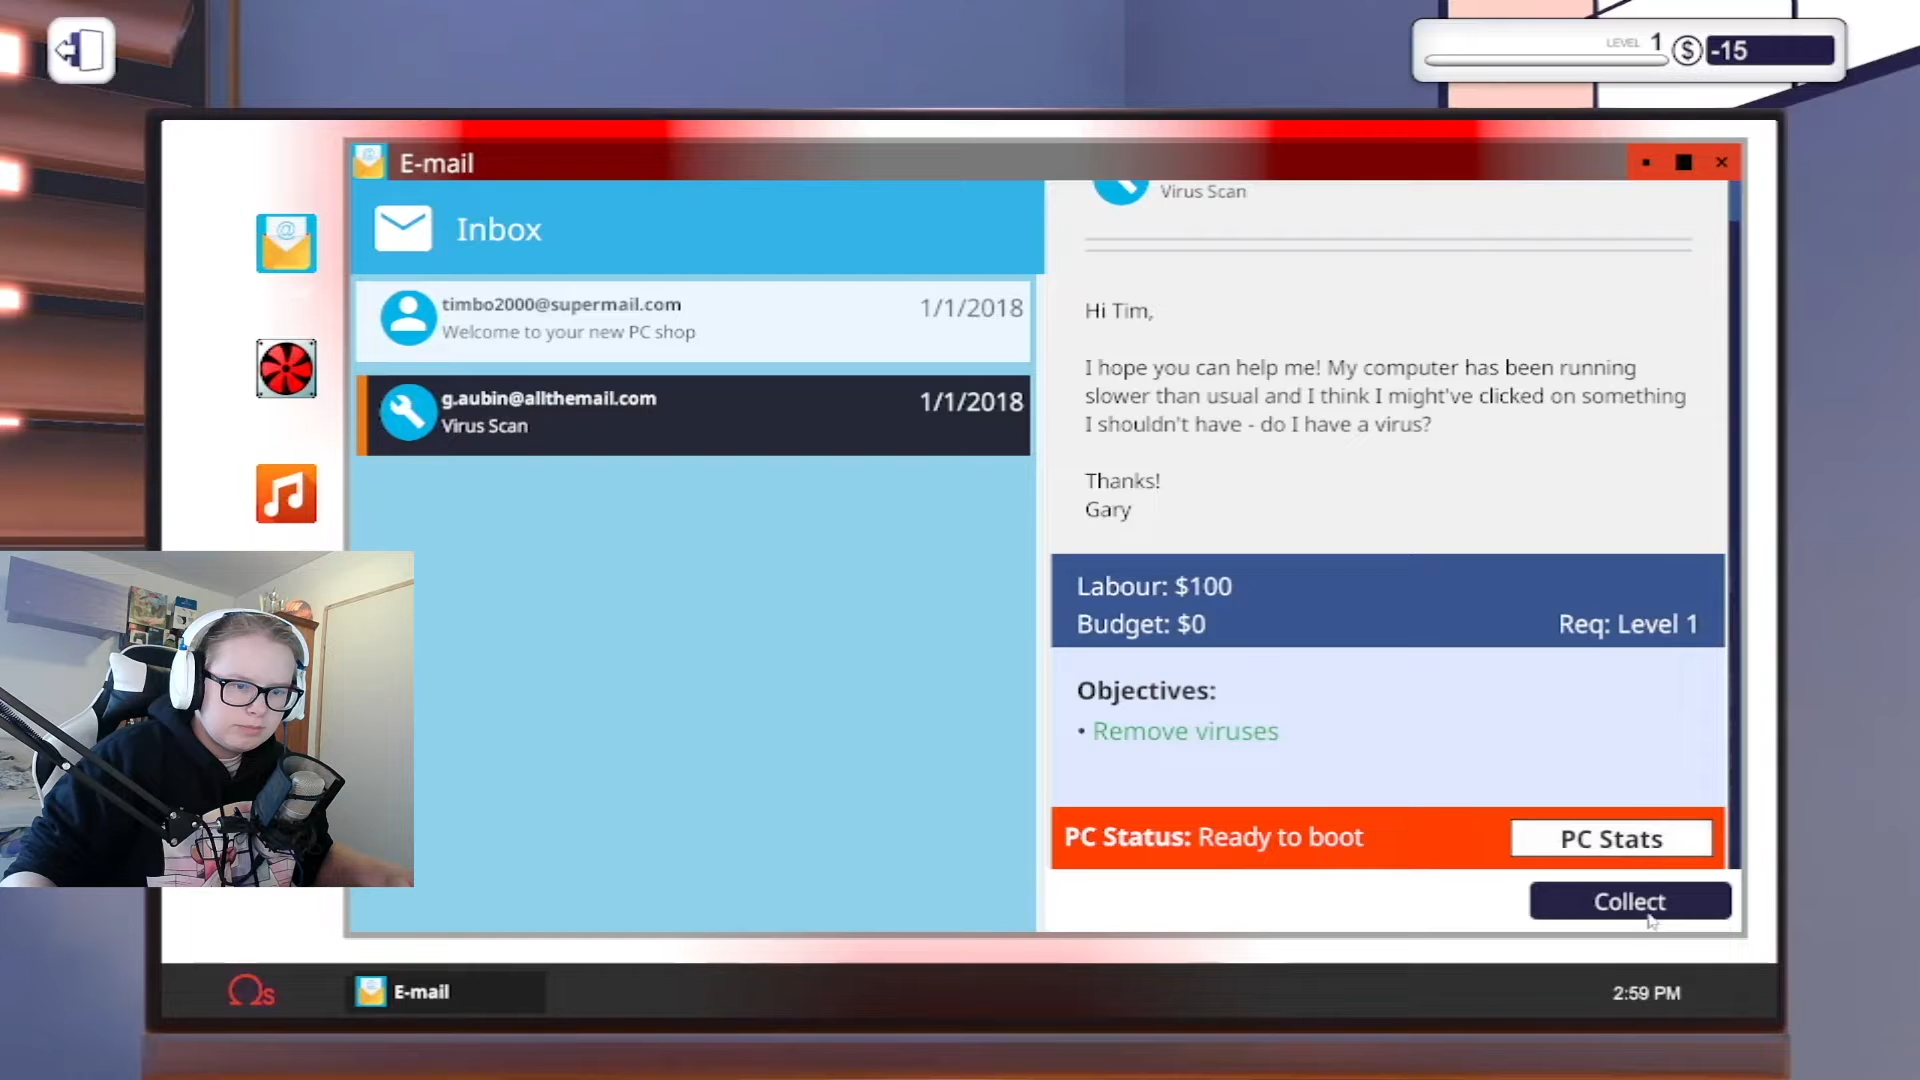 LEVEL 1 $ -15
E-mail
Virus Scan
Inbox
timbo2000@supermail.com 1/1/2018
Welcome to your new PC shop
g.aubin@allthemail.com 1/1/2018
Virus Scan
Hi Tim,
I hope you can help me! My computer has been running
slower than usual and I think I might've clicked on something
I shouldn't have - do I have a virus?
Thanks!
Gary
Labour: $100
Budget: $0 Req: Level 1
Objectives:
• Remove viruses
PC Status: Ready to boot PC Stats
Collect
Ωs E-mail 2:59 PM